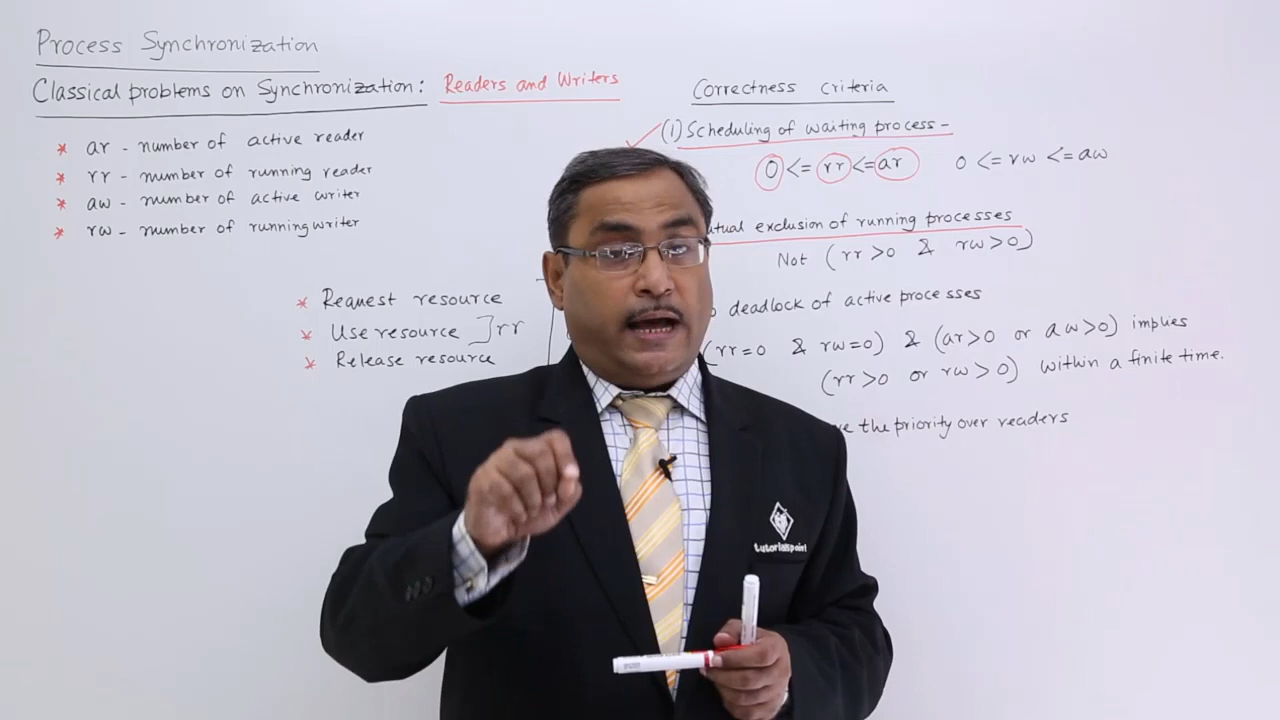 Process Synchronization
Classical problems on Synchronization: Readers and Writers
* ar - number of active reader
* rr - number of running reader
* aw - number of active writer
* rw - number of running writer
* Request resource
* Use resource ] rr
* Release resource
Correctness criteria
(1) Scheduling of waiting process -
0 <= rr <= ar 0 <= rw <= aw
tual exclusion of running processes
Not (rr >0 & rw >0)
deadlock of active processes
(rr=0 & rw=0) & (ar>0 or aw>0) implies
(rr>0 or rw>0) within a finite time.
ve the priority over readers
tutorialspoint